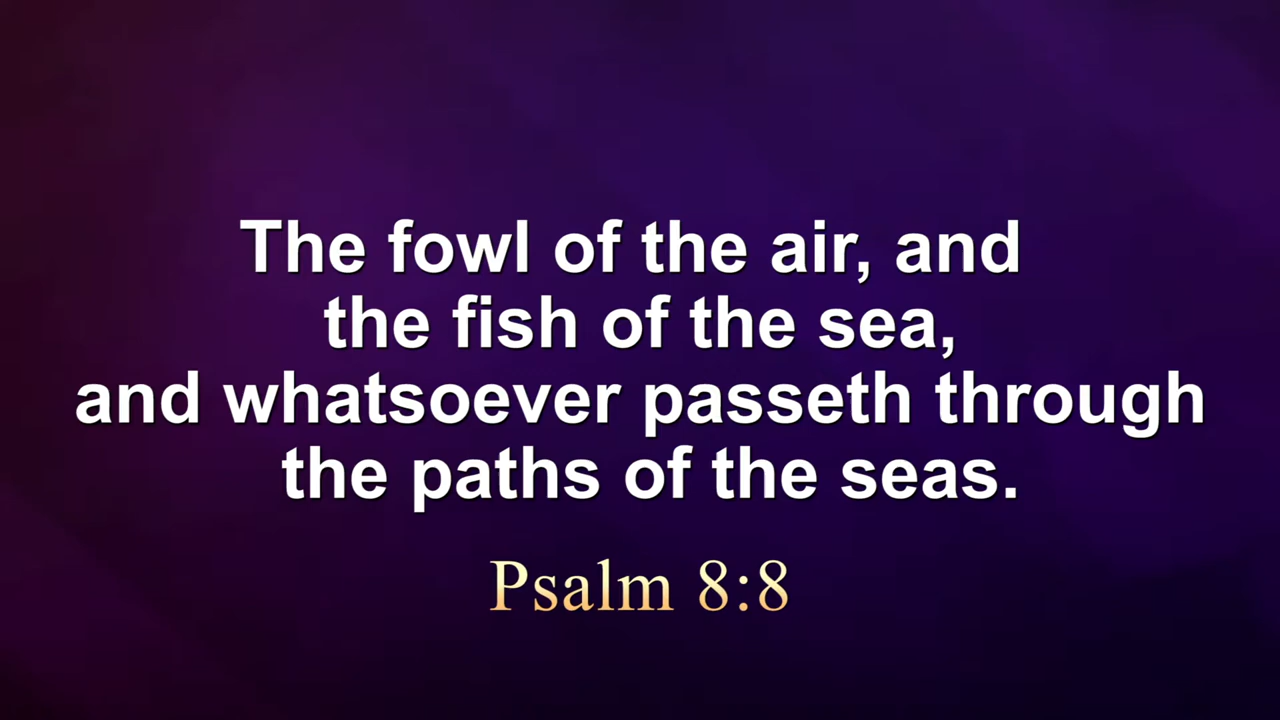 The fowl of the air, and
the fish of the sea,
and whatsoever passeth through
the paths of the seas.
Psalm 8:8